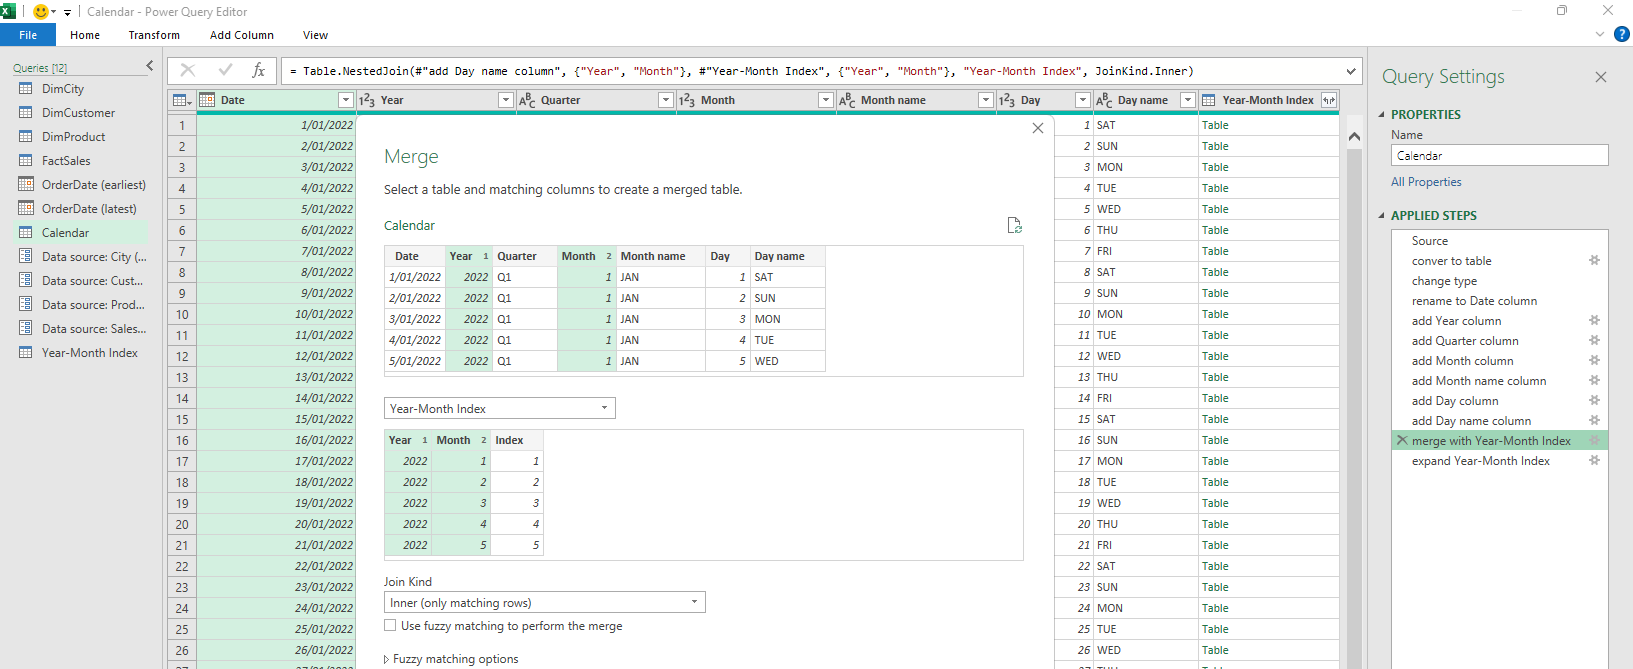 Calendar - Power Query Editor
File Home Transform Add Column View
Queries [12]
DimCity
DimCustomer
DimProduct
FactSales
OrderDate (earliest)
OrderDate (latest)
Calendar
Data source: City (...
Data source: Cust...
Data source: Prod...
Data source: Sales...
Year-Month Index
fx = Table.NestedJoin(#"add Day name column", {"Year", "Month"}, #"Year-Month Index", {"Year", "Month"}, "Year-Month Index", JoinKind.Inner)
Date 123 Year ABC Quarter 123 Month ABC Month name 123 Day ABC Day name Year-Month Index
1 1/01/2022 1 SAT Table
2 2/01/2022 2 SUN Table
3 3/01/2022 3 MON Table
4 4/01/2022 4 TUE Table
5 5/01/2022 5 WED Table
6 6/01/2022 6 THU Table
7 7/01/2022 7 FRI Table
8 8/01/2022 8 SAT Table
9 9/01/2022 9 SUN Table
10 10/01/2022 10 MON Table
11 11/01/2022 11 TUE Table
12 12/01/2022 12 WED Table
13 13/01/2022 13 THU Table
14 14/01/2022 14 FRI Table
15 15/01/2022 15 SAT Table
16 16/01/2022 16 SUN Table
17 17/01/2022 17 MON Table
18 18/01/2022 18 TUE Table
19 19/01/2022 19 WED Table
20 20/01/2022 20 THU Table
21 21/01/2022 21 FRI Table
22 22/01/2022 22 SAT Table
23 23/01/2022 23 SUN Table
24 24/01/2022 24 MON Table
25 25/01/2022 25 TUE Table
26 26/01/2022 26 WED Table
Merge
Select a table and matching columns to create a merged table.
Calendar
Date Year 1 Quarter Month 2 Month name Day Day name
1/01/2022 2022 Q1 1 JAN 1 SAT
2/01/2022 2022 Q1 1 JAN 2 SUN
3/01/2022 2022 Q1 1 JAN 3 MON
4/01/2022 2022 Q1 1 JAN 4 TUE
5/01/2022 2022 Q1 1 JAN 5 WED
Year-Month Index
Year 1 Month 2 Index
2022 1 1
2022 2 2
2022 3 3
2022 4 4
2022 5 5
Join Kind
Inner (only matching rows)
Use fuzzy matching to perform the merge
Fuzzy matching options
Query Settings
PROPERTIES
Name
Calendar
All Properties
APPLIED STEPS
Source
conver to table
change type
rename to Date column
add Year column
add Quarter column
add Month column
add Month name column
add Day column
add Day name column
merge with Year-Month Index
expand Year-Month Index